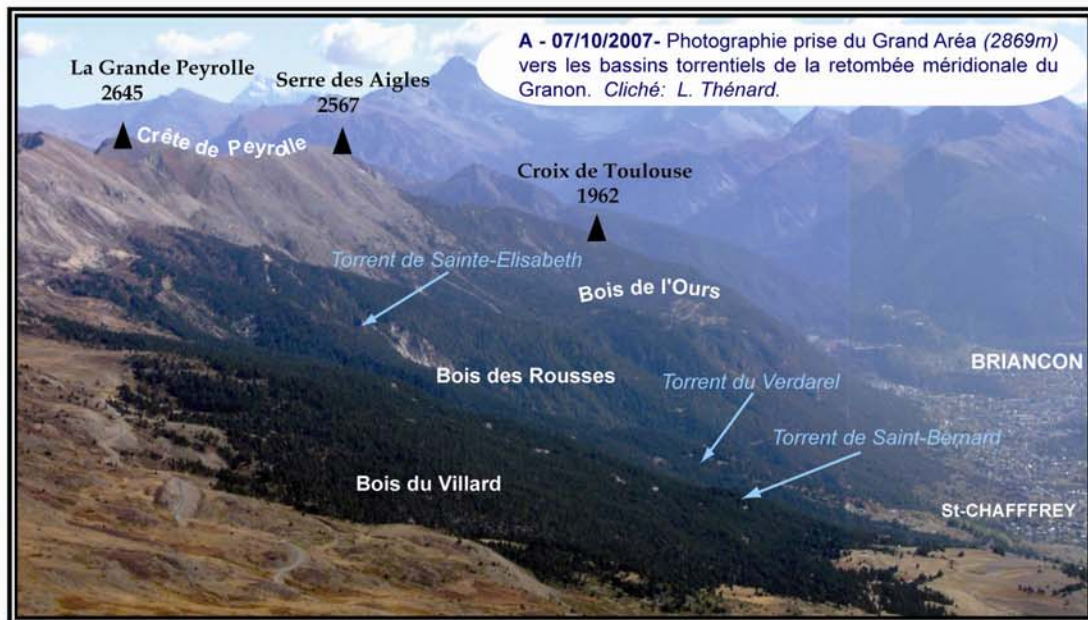 A - 07/10/2007- Photographie prise du Grand Aréa (2869m)
vers les bassins torrentiels de la retombée méridionale du
Granon. Cliché: L. Thénard.
La Grande Peyrolle
2645
Serre des Aigles
2567
Crête de Peyrolle
Croix de Toulouse
1962
Torrent de Sainte-Elisabeth
Bois de l'Ours
BRIANCON
Bois des Rousses
Torrent du Verdarel
Torrent de Saint-Bernard
Bois du Villard
St-CHAFFFREY